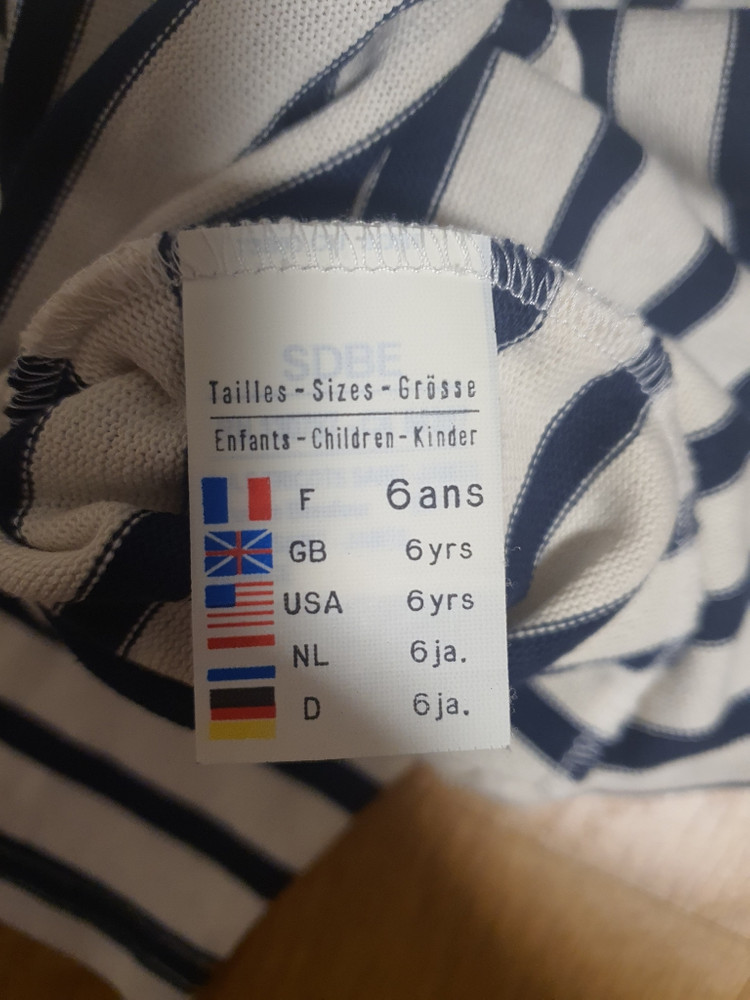 SDBE
Tailles - Sizes - Grösse
Enfants - Children - Kinder
F 6ans
GB 6yrs
USA 6yrs
NL 6ja.
D 6ja.